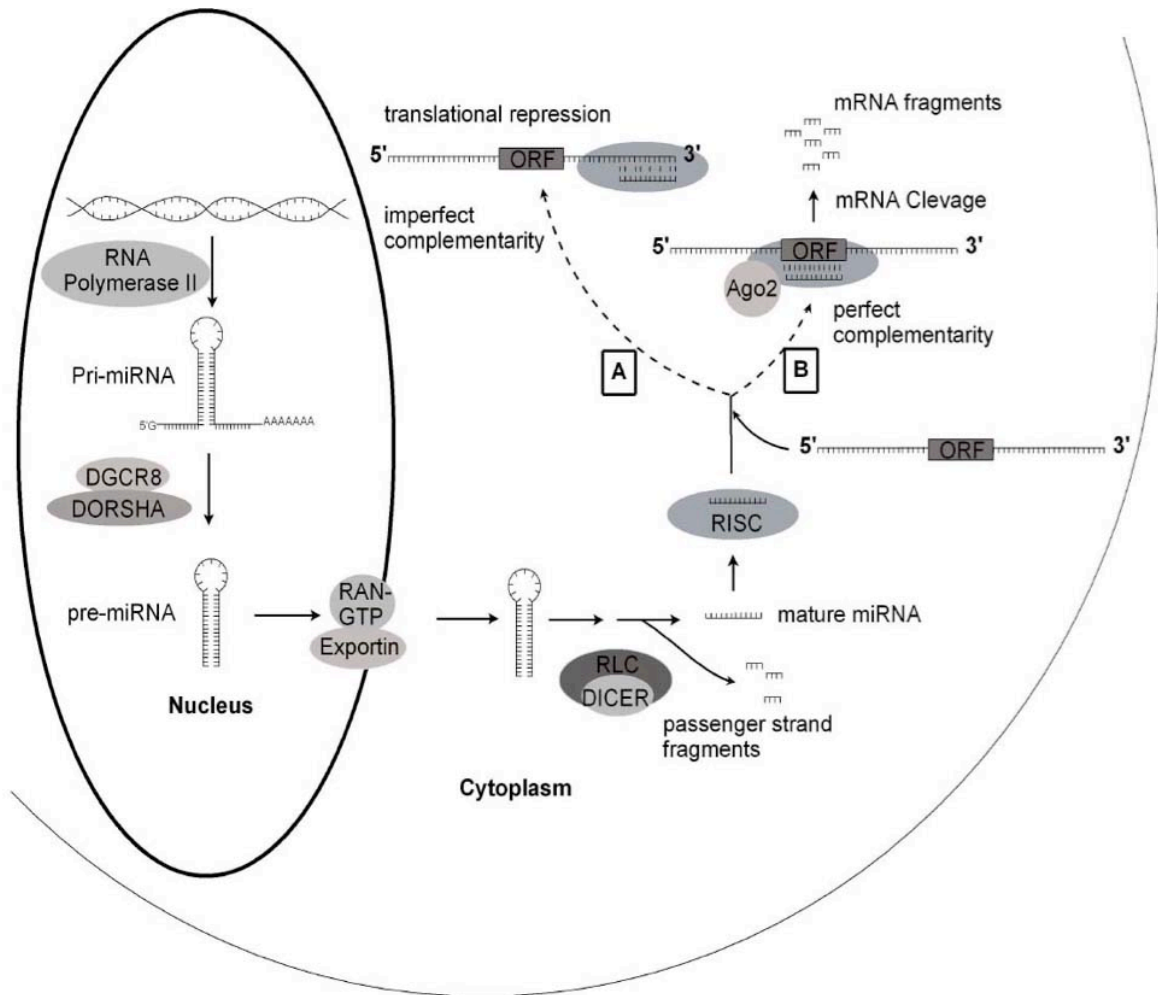 translational repression
5'
ORF
3'
imperfect
complementarity
mRNA fragments
mRNA Clevage
5'
ORF
3'
Ago2
perfect
complementarity
A
B
5'
ORF
3'
RISC
mature miRNA
RNA
Polymerase II
Pri-miRNA
5'G
AAAAAAA
DGCR8
DORSHA
pre-miRNA
RAN-
GTP
Exportin
Nucleus
RLC
DICER
passenger strand
fragments
Cytoplasm